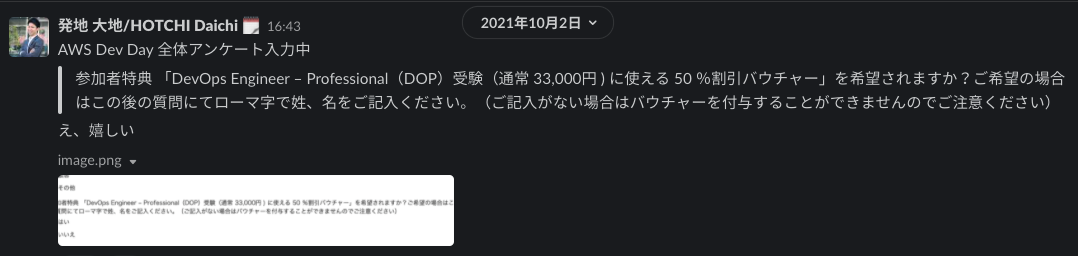 2021年10月2日
発地 大地/HOTCHI Daichi 16:43
AWS Dev Day 全体アンケート入力中
参加者特典 「DevOps Engineer – Professional（DOP）受験（通常 33,000円 ) に使える 50 %割引バウチャー」を希望されますか？ご希望の場合
はこの後の質問にてローマ字で姓、名をご記入ください。（ご記入がない場合はバウチャーを付与することができませんのでご注意ください）
え、嬉しい
image.png
その他
加者特典 「DevOps Engineer – Professional（DOP）受験（通常 33,000円 ) に使える 50 %割引バウチャー」を希望されますか？ご希望の場合はこ
質問にてローマ字で姓、名をご記入ください。（ご記入がない場合はバウチャーを付与することができませんのでご注意ください）
はい
いいえ